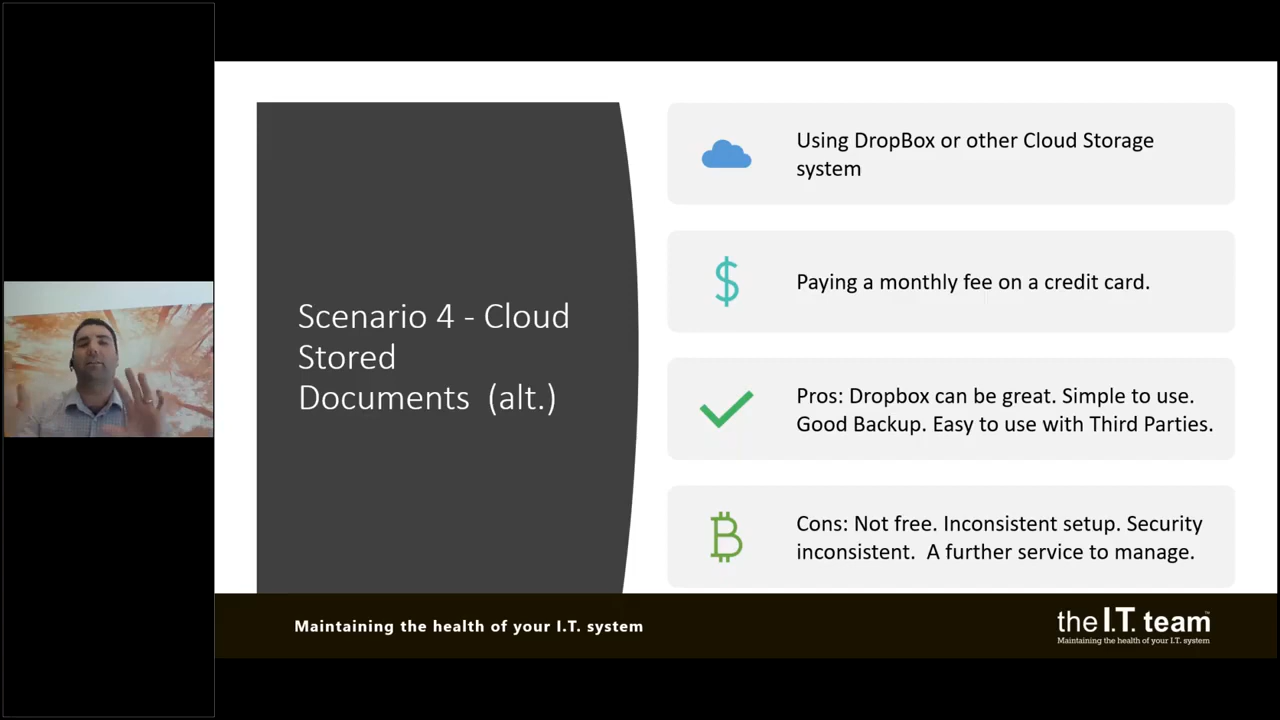 Scenario 4 - Cloud
Stored
Documents (alt.)
Using DropBox or other Cloud Storage
system
Paying a monthly fee on a credit card.
Pros: Dropbox can be great. Simple to use.
Good Backup. Easy to use with Third Parties.
Cons: Not free. Inconsistent setup. Security
inconsistent. A further service to manage.
Maintaining the health of your I.T. system
the I.T. team™
Maintaining the health of your I.T. system